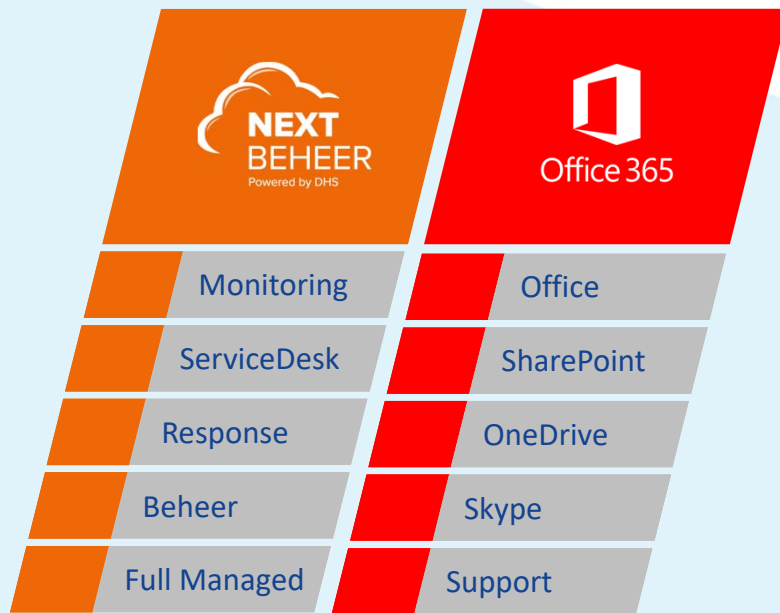 NEXT
BEHEER
Powered by DHS
Monitoring
ServiceDesk
Response
Beheer
Full Managed
Office 365
Office
SharePoint
OneDrive
Skype
Support